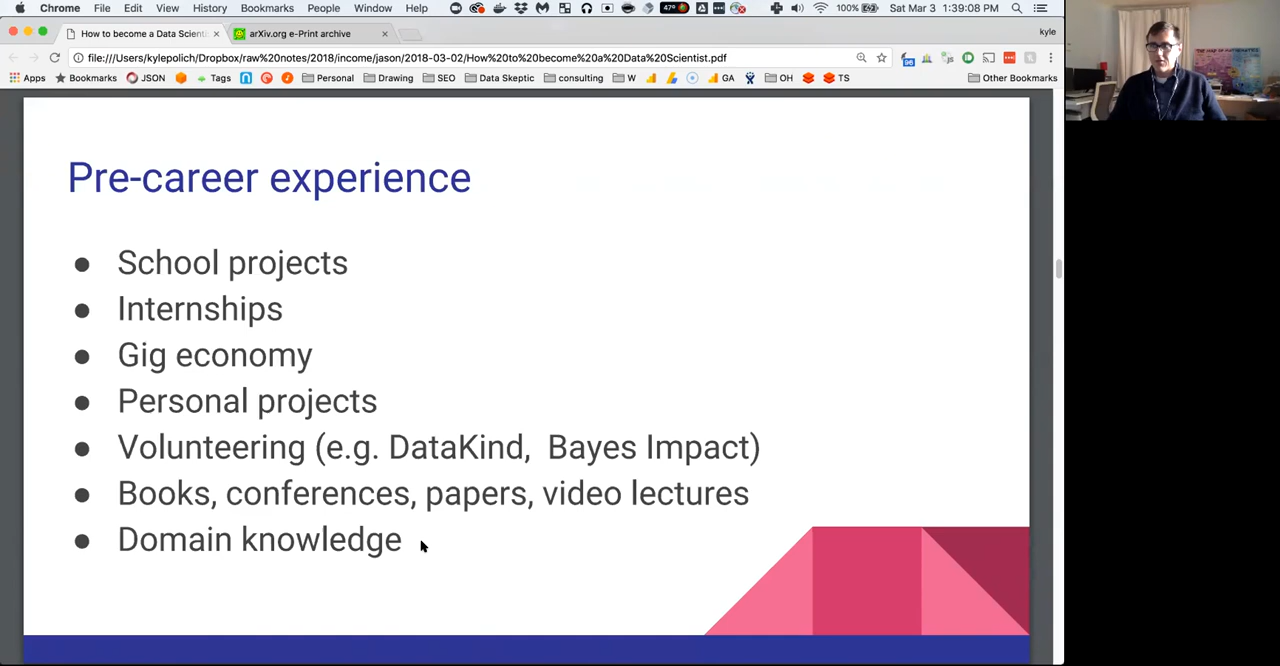 Chrome File Edit View History Bookmarks People Window Help 47° 100% Sat Mar 3 1:39:08 PM
How to become a Data Scienti × arXiv.org e-Print archive × kyle
file:///Users/kylepolich/Dropbox/raw%20notes/2018/income/jason/2018-03-02/How%20to%20become%20a%20Data%20Scientist.pdf 96
Apps Bookmarks JSON Tags Personal Drawing SEO Data Skeptic consulting W GA OH TS Other Bookmarks
Pre-career experience
● School projects
● Internships
● Gig economy
● Personal projects
● Volunteering (e.g. DataKind, Bayes Impact)
● Books, conferences, papers, video lectures
● Domain knowledge